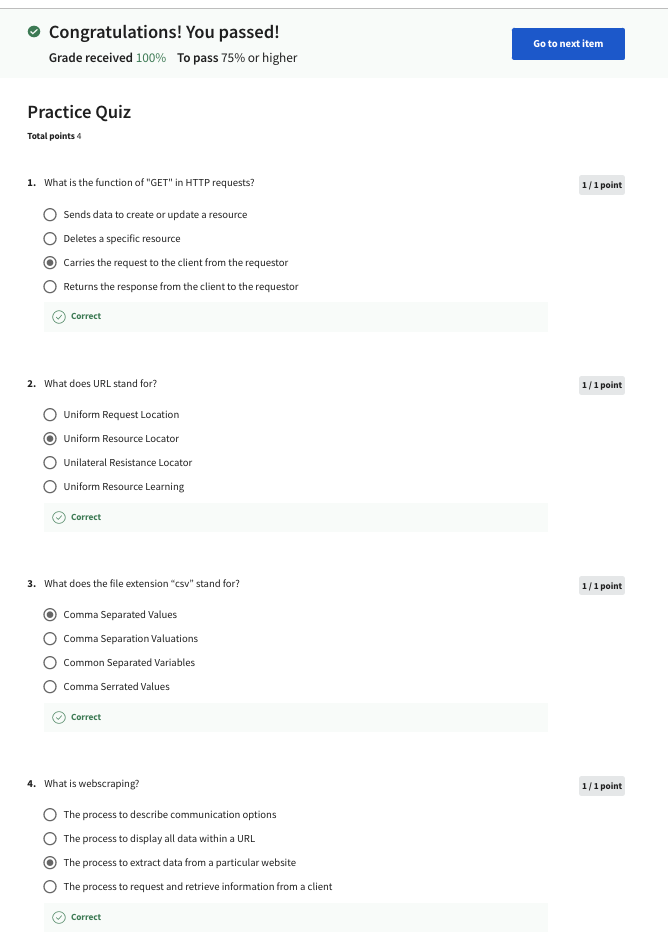 Congratulations! You passed!
Grade received 100% To pass 75% or higher
Go to next item
Practice Quiz
Total points 4
1. What is the function of "GET" in HTTP requests?
1 / 1 point
Sends data to create or update a resource
Deletes a specific resource
Carries the request to the client from the requestor
Returns the response from the client to the requestor
Correct
2. What does URL stand for?
1 / 1 point
Uniform Request Location
Uniform Resource Locator
Unilateral Resistance Locator
Uniform Resource Learning
Correct
3. What does the file extension “csv” stand for?
1 / 1 point
Comma Separated Values
Comma Separation Valuations
Common Separated Variables
Comma Serrated Values
Correct
4. What is webscraping?
1 / 1 point
The process to describe communication options
The process to display all data within a URL
The process to extract data from a particular website
The process to request and retrieve information from a client
Correct